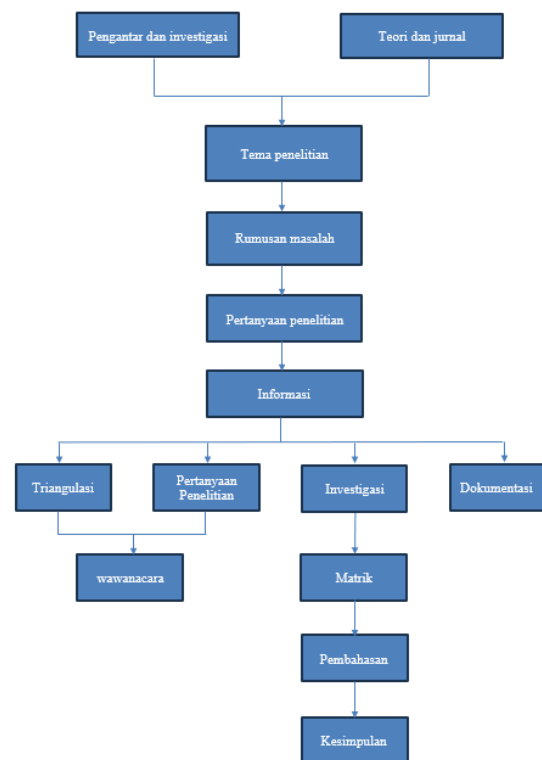 Pengantar dan investigasi
Teori dan jurnal
Tema penelitian
Rumusan masalah
Pertanyaan penelitian
Informasi
Triangulasi
Pertanyaan
Penelitian
Investigasi
Dokumentasi
wawanacara
Matrik
Pembahasan
Kesimpulan